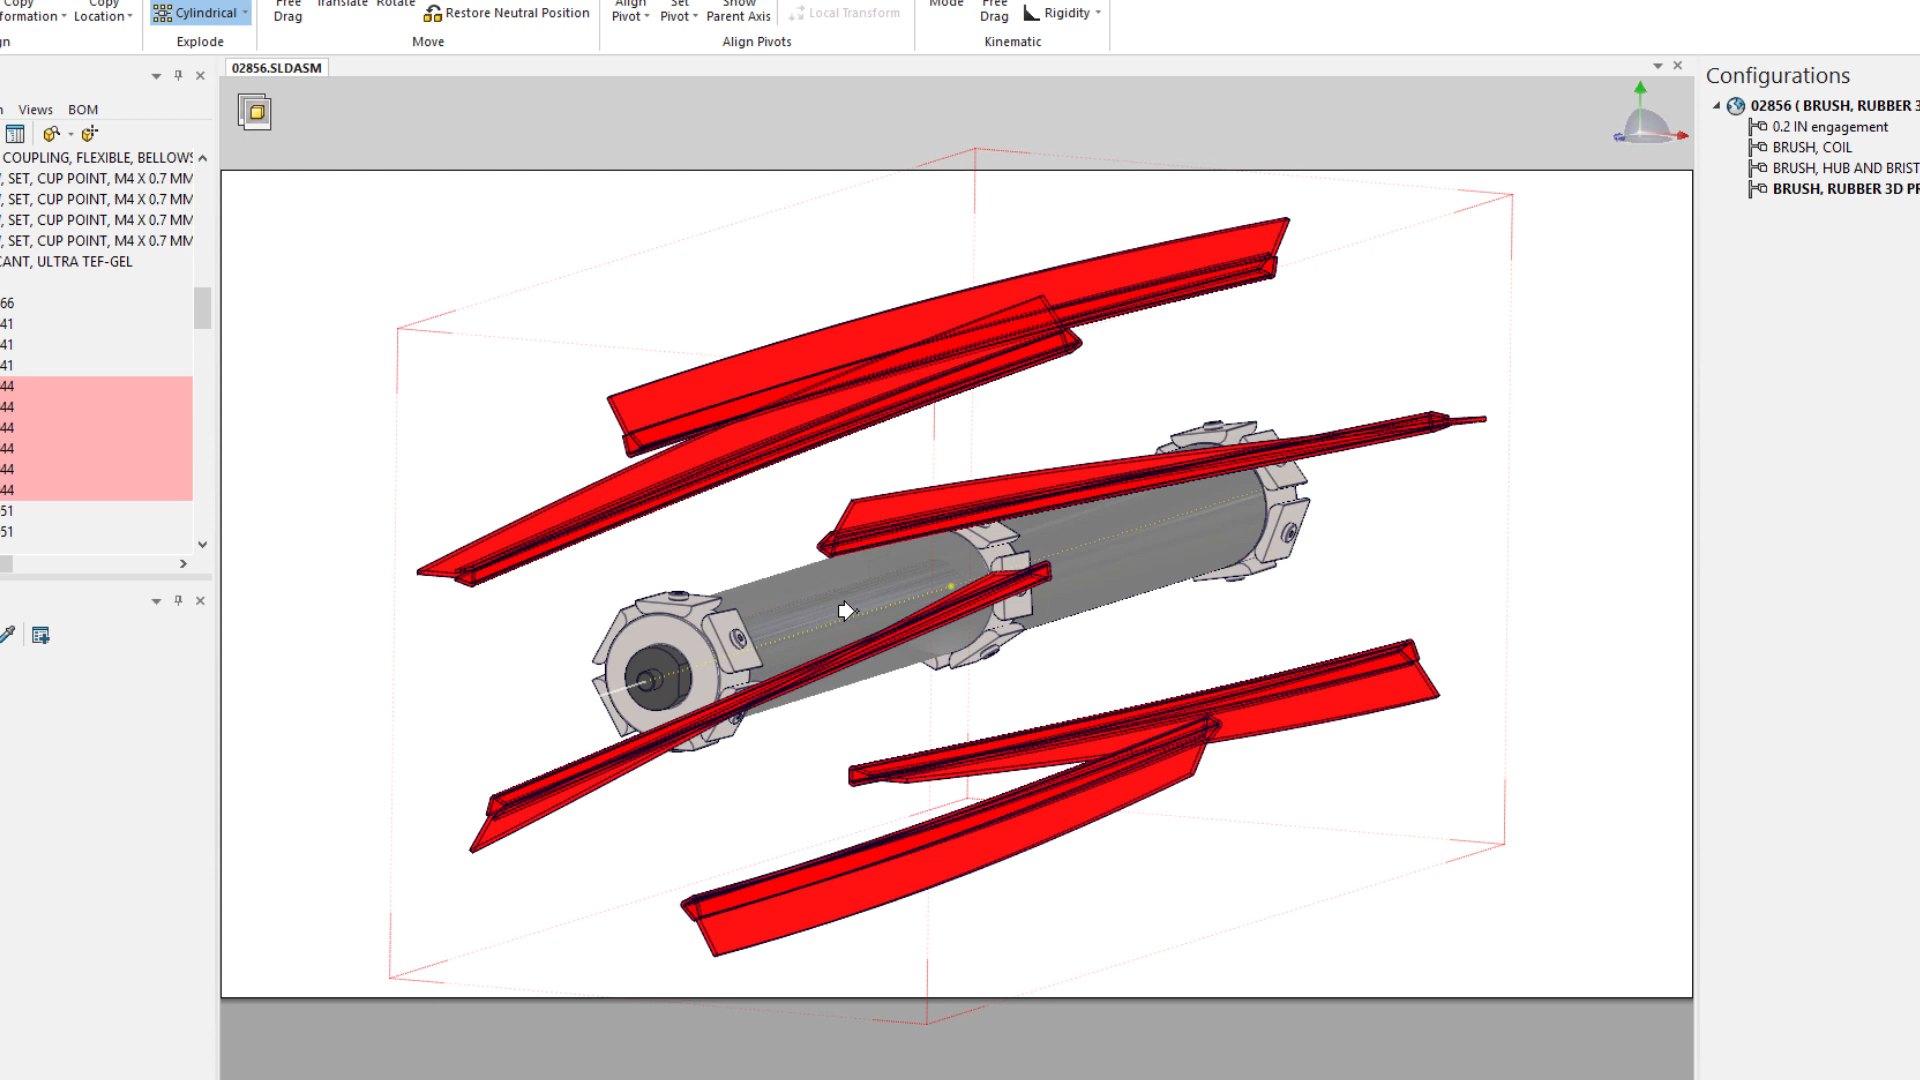 Copy
Copy
Cylindrical
Free
Translate
Rotate
Restore Neutral Position
Align
Set
Show
Local Transform
Mode
Free
Rigidity
Location
Drag
Pivot
Pivot
Parent Axis
Drag
Explode
Move
Align Pivots
Kinematic
02856.SLDASM
Views
BOM
COUPLING, FLEXIBLE, BELLOWS
, SET, CUP POINT, M4 X 0.7 MM
, SET, CUP POINT, M4 X 0.7 MM
, SET, CUP POINT, M4 X 0.7 MM
, SET, CUP POINT, M4 X 0.7 MM
CANT, ULTRA TEF-GEL
66
41
41
41
44
44
44
44
44
44
51
51
Configurations
02856 ( BRUSH, RUBBER 3
0.2 IN engagement
BRUSH, COIL
BRUSH, HUB AND BRIST
BRUSH, RUBBER 3D PR